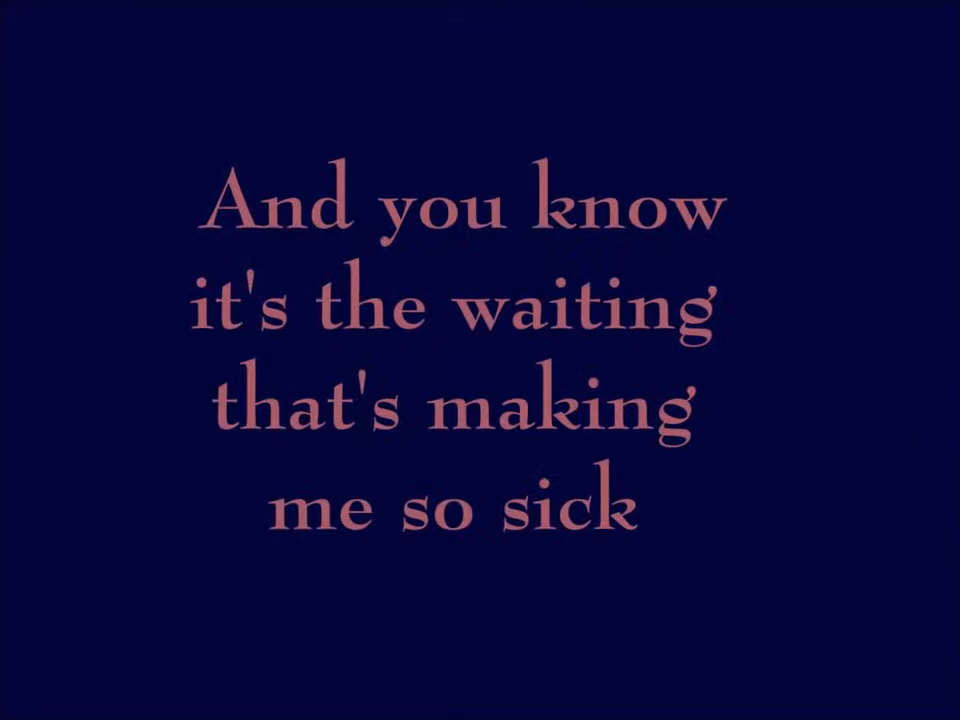 And you know
it's the waiting
that's making
me so sick